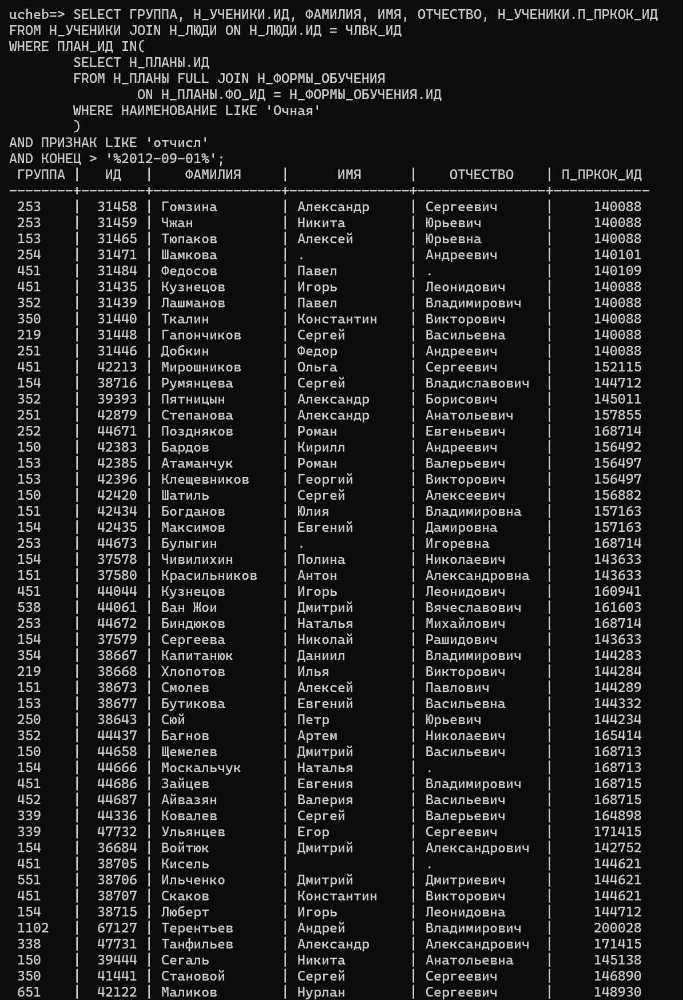 ucheb=> SELECT ГРУППА, Н_УЧЕНИКИ.ИД, ФАМИЛИЯ, ИМЯ, ОТЧЕСТВО, Н_УЧЕНИКИ.П_ПРКОК_ИД
FROM Н_УЧЕНИКИ JOIN Н_ЛЮДИ ON Н_ЛЮДИ.ИД = ЧЛВК_ИД
WHERE ПЛАН_ИД IN(
        SELECT Н_ПЛАНЫ.ИД
        FROM Н_ПЛАНЫ FULL JOIN Н_ФОРМЫ_ОБУЧЕНИЯ
                ON Н_ПЛАНЫ.ФО_ИД = Н_ФОРМЫ_ОБУЧЕНИЯ.ИД
        WHERE НАИМЕНОВАНИЕ LIKE 'Очная'
        )
AND ПРИЗНАК LIKE 'отчисл'
AND КОНЕЦ > '%2012-09-01%';
 ГРУППА |   ИД   |    ФАМИЛИЯ     |      ИМЯ      |    ОТЧЕСТВО    | П_ПРКОК_ИД
--------+--------+----------------+---------------+----------------+------------
 253    |  31458 | Гомзина        | Александр     | Сергеевич      |     140088
 253    |  31459 | Чжан           | Никита        | Юрьевич        |     140088
 153    |  31465 | Тюпаков        | Алексей       | Юрьевна        |     140088
 254    |  31471 | Шамкова        | .             | Андреевич      |     140101
 451    |  31484 | Федосов        | Павел         | .              |     140109
 451    |  31435 | Кузнецов       | Игорь         | Леонидович     |     140088
 352    |  31439 | Лашманов       | Павел         | Владимирович   |     140088
 350    |  31440 | Ткалин         | Константин    | Викторович     |     140088
 219    |  31448 | Гапончиков     | Сергей        | Васильевна     |     140088
 251    |  31446 | Добкин         | Федор         | Андреевич      |     140088
 451    |  42213 | Мирошников     | Ольга         | Сергеевич      |     152115
 154    |  38716 | Румянцева      | Сергей        | Владиславович  |     144712
 352    |  39393 | Пятницын       | Александр     | Борисович      |     145011
 251    |  42879 | Степанова      | Александр     | Анатольевич    |     157855
 252    |  44671 | Поздняков      | Роман         | Евгеньевич     |     168714
 150    |  42383 | Бардов         | Кирилл        | Андреевич      |     156492
 153    |  42385 | Атаманчук      | Роман         | Валерьевич     |     156497
 153    |  42396 | Клещевников    | Георгий       | Викторович     |     156497
 150    |  42420 | Шатиль         | Сергей        | Алексеевич     |     156882
 151    |  42434 | Богданов       | Юлия          | Владимировна   |     157163
 154    |  42435 | Максимов       | Евгений       | Дамировна      |     157163
 253    |  44673 | Булыгин        | .             | Игоревна       |     168714
 154    |  37578 | Чивилихин      | Полина        | Николаевич     |     143633
 151    |  37580 | Красильников   | Антон         | Александровна  |     143633
 451    |  44044 | Кузнецов       | Игорь         | Леонидович     |     160941
 538    |  44061 | Ван Жои        | Дмитрий       | Вячеславович   |     161603
 253    |  44672 | Биндюков       | Наталья       | Михайлович     |     168714
 154    |  37579 | Сергеева       | Николай       | Рашидович      |     143633
 354    |  38667 | Капитанюк      | Даниил        | Владимирович   |     144283
 219    |  38668 | Хлопотов       | Илья          | Викторович     |     144284
 151    |  38673 | Смолев         | Алексей       | Павлович       |     144289
 153    |  38677 | Бутикова       | Евгений       | Васильевна     |     144332
 250    |  38643 | Сюй            | Петр          | Юрьевич        |     144234
 352    |  44437 | Багнов         | Артем         | Николаевич     |     165414
 150    |  44658 | Щемелев        | Дмитрий       | Васильевич     |     168713
 154    |  44666 | Москальчук     | Наталья       | .              |     168713
 451    |  44686 | Зайцев         | Евгения       | Владимирович   |     168715
 452    |  44687 | Айвазян        | Валерия       | Васильевич     |     168715
 339    |  44336 | Ковалев        | Сергей        | Валерьевич     |     164898
 339    |  47732 | Ульянцев       | Егор          | Сергеевич      |     171415
 154    |  36684 | Войтюк         | Дмитрий       | Александрович  |     142752
 451    |  38705 | Кисель         |               | .              |     144621
 551    |  38706 | Ильченко       | Дмитрий       | Дмитриевич     |     144621
 451    |  38707 | Скаков         | Константин    | Викторович     |     144621
 154    |  38715 | Люберт         | Игорь         | Леонидовна     |     144712
 1102   |  67127 | Терентьев      | Андрей        | Владимирович   |     200028
 338    |  47731 | Танфильев      | Александр     | Александрович  |     171415
 150    |  39444 | Сегаль         | Никита        | Анатольевна    |     145138
 350    |  41441 | Становой       | Сергей        | Сергеевич      |     146890
 651    |  42122 | Маликов        | Нурлан        | Сергеевич      |     148930